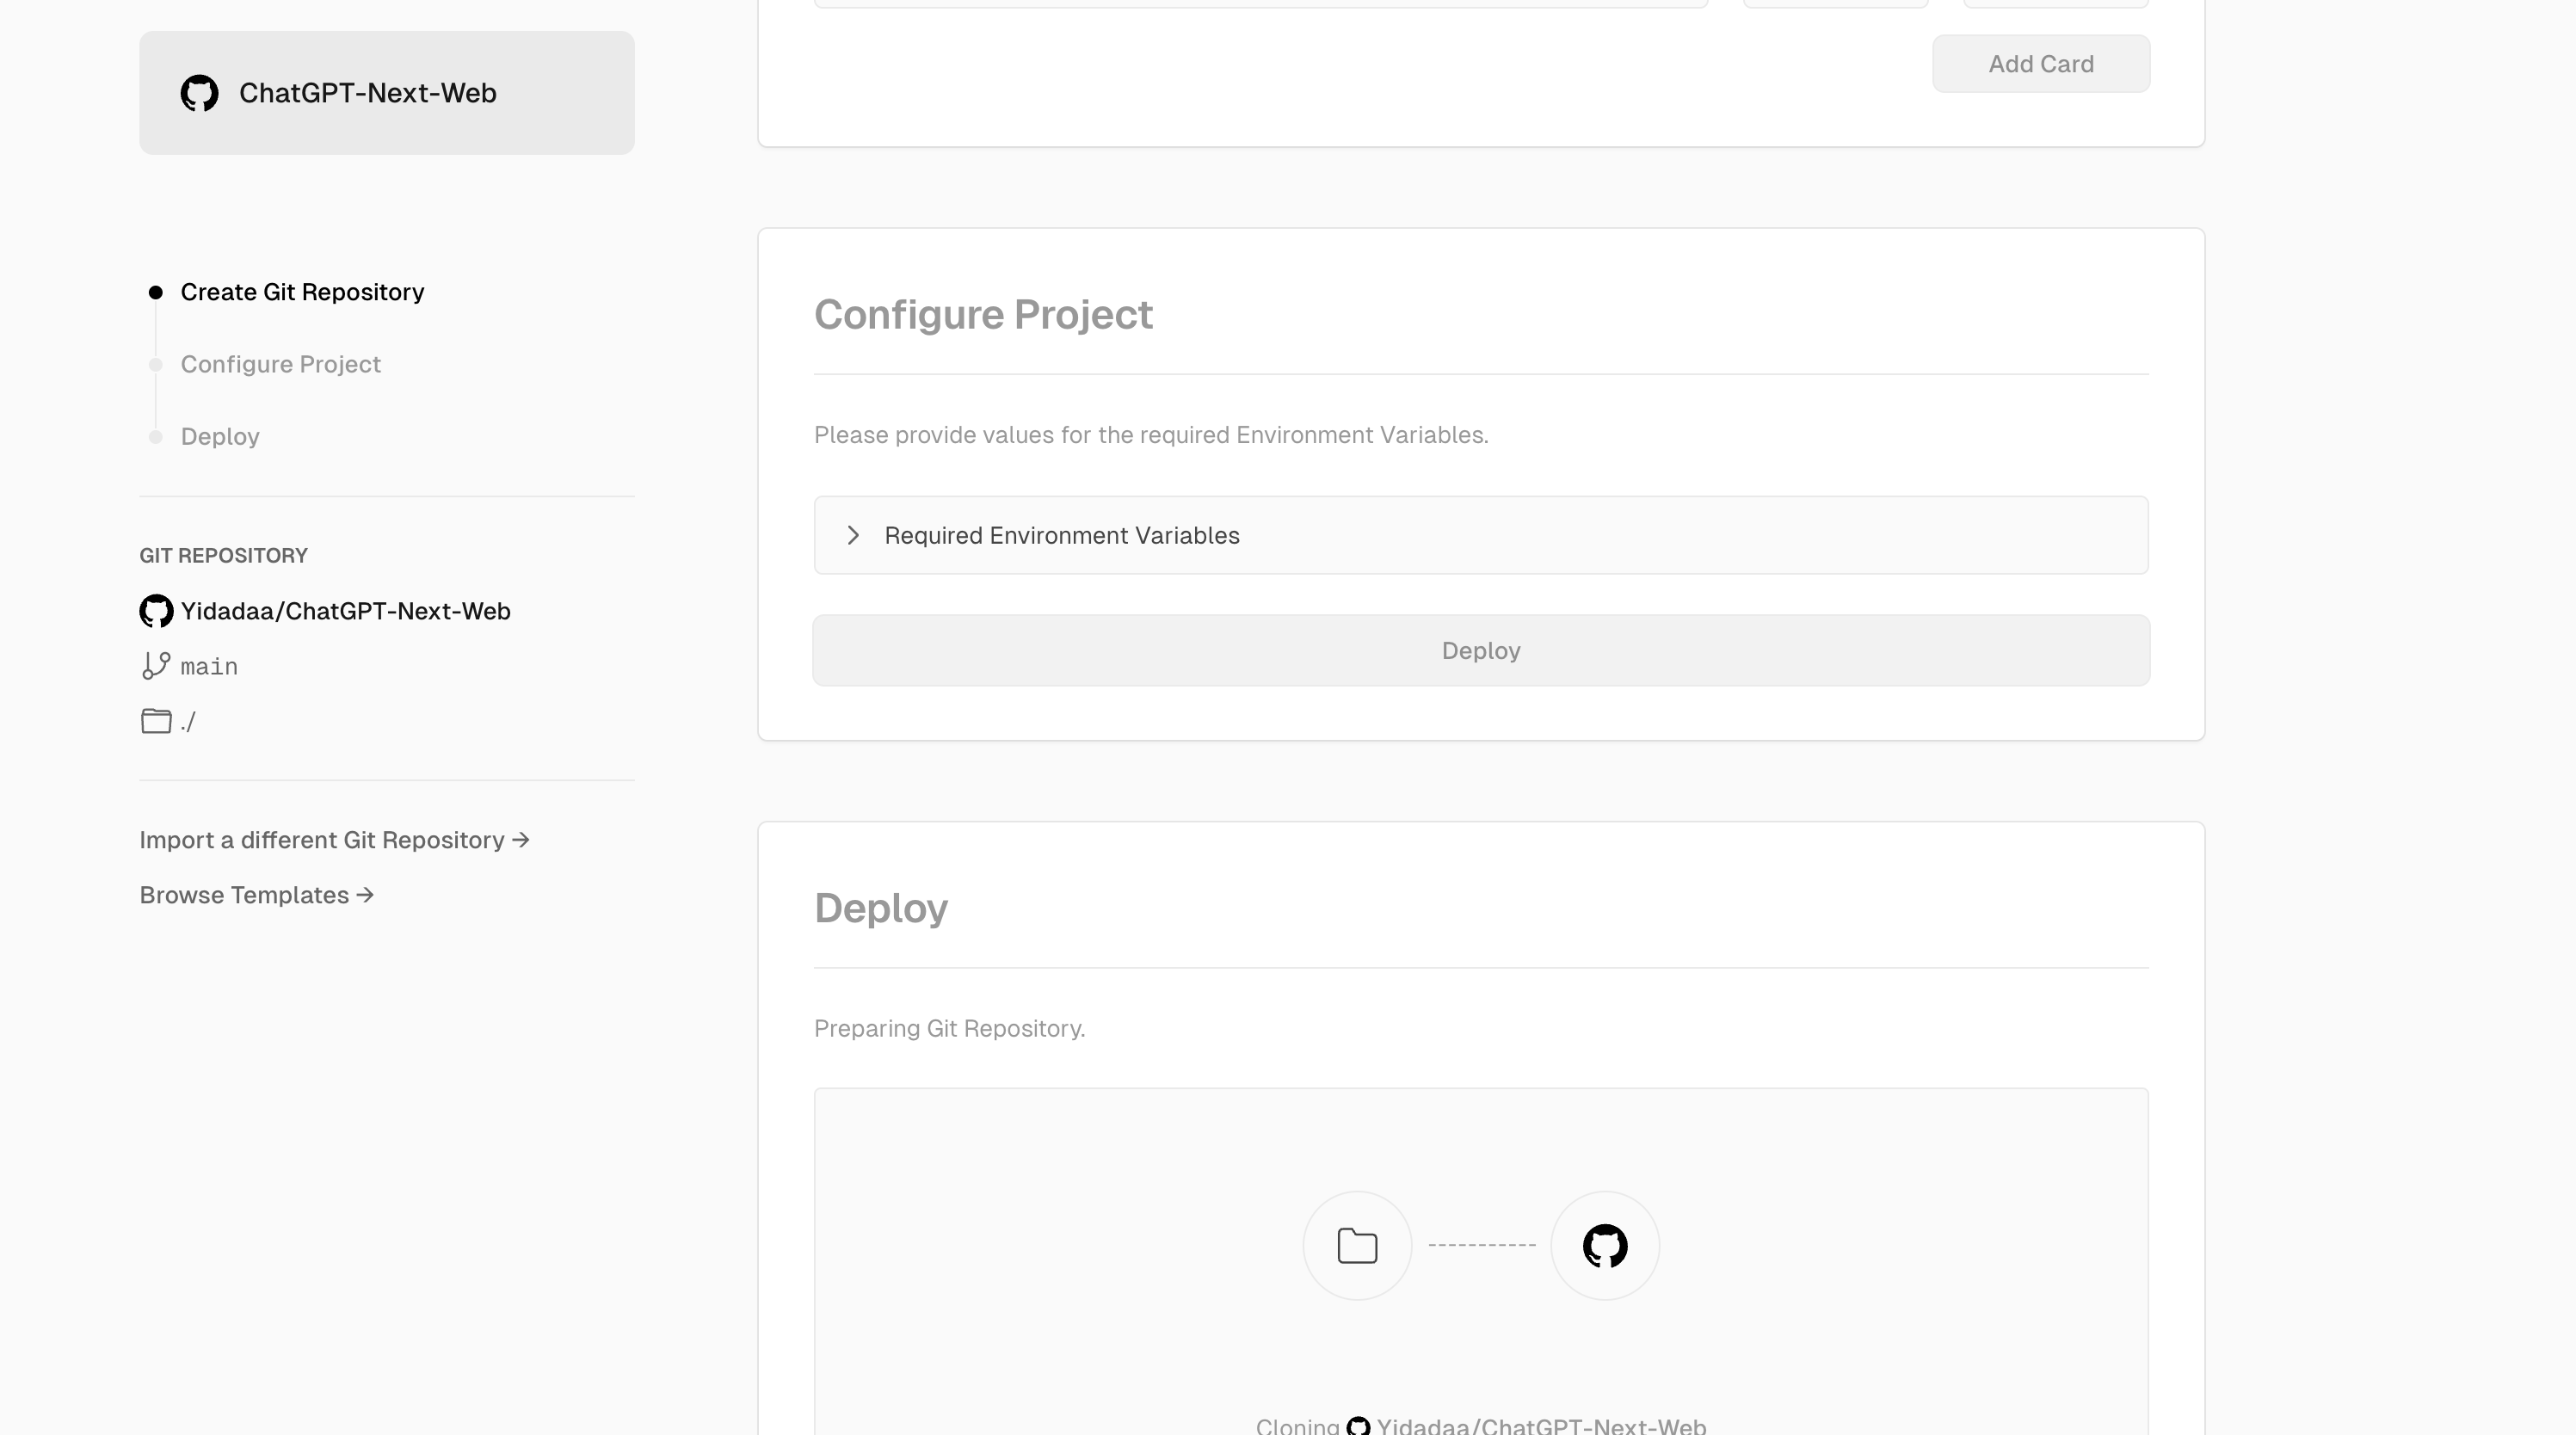 ChatGPT-Next-Web
Create Git Repository
Configure Project
Deploy
GIT REPOSITORY
Yidadaa/ChatGPT-Next-Web
main
./
Import a different Git Repository →
Browse Templates →
Add Card
Configure Project
Please provide values for the required Environment Variables.
Required Environment Variables
Deploy
Deploy
Preparing Git Repository.
Cloning Yidadaa/ChatGPT-Next-Web